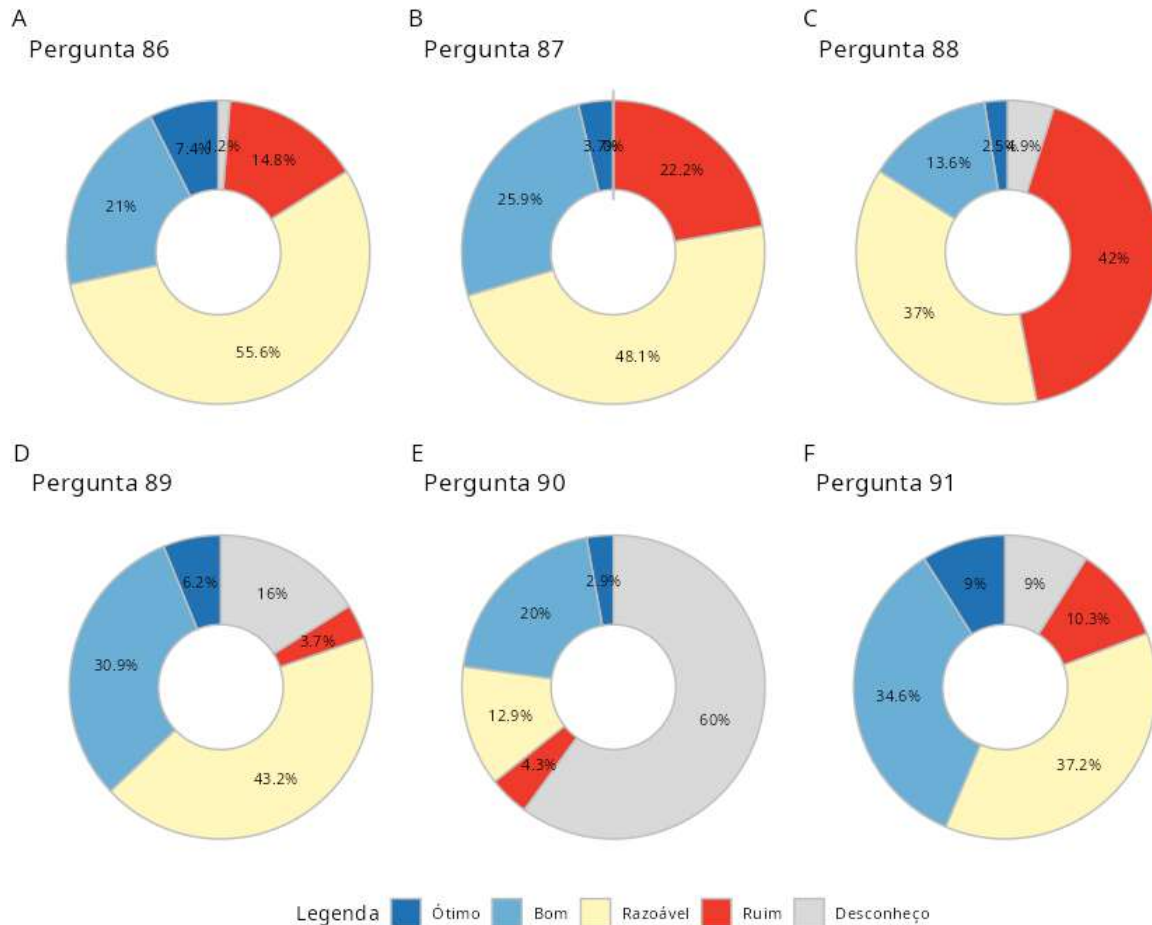 A
Pergunta 86
7.4%
1.2%
14.8%
21%
55.6%
B
Pergunta 87
3.7%
0%
22.2%
25.9%
48.1%
C
Pergunta 88
2.5%
4.9%
13.6%
42%
37%
D
Pergunta 89
6.2%
16%
3.7%
30.9%
43.2%
E
Pergunta 90
2.9%
20%
12.9%
4.3%
60%
F
Pergunta 91
9%
9%
10.3%
34.6%
37.2%
Legenda Ótimo Bom Razoável Ruim Desconheço